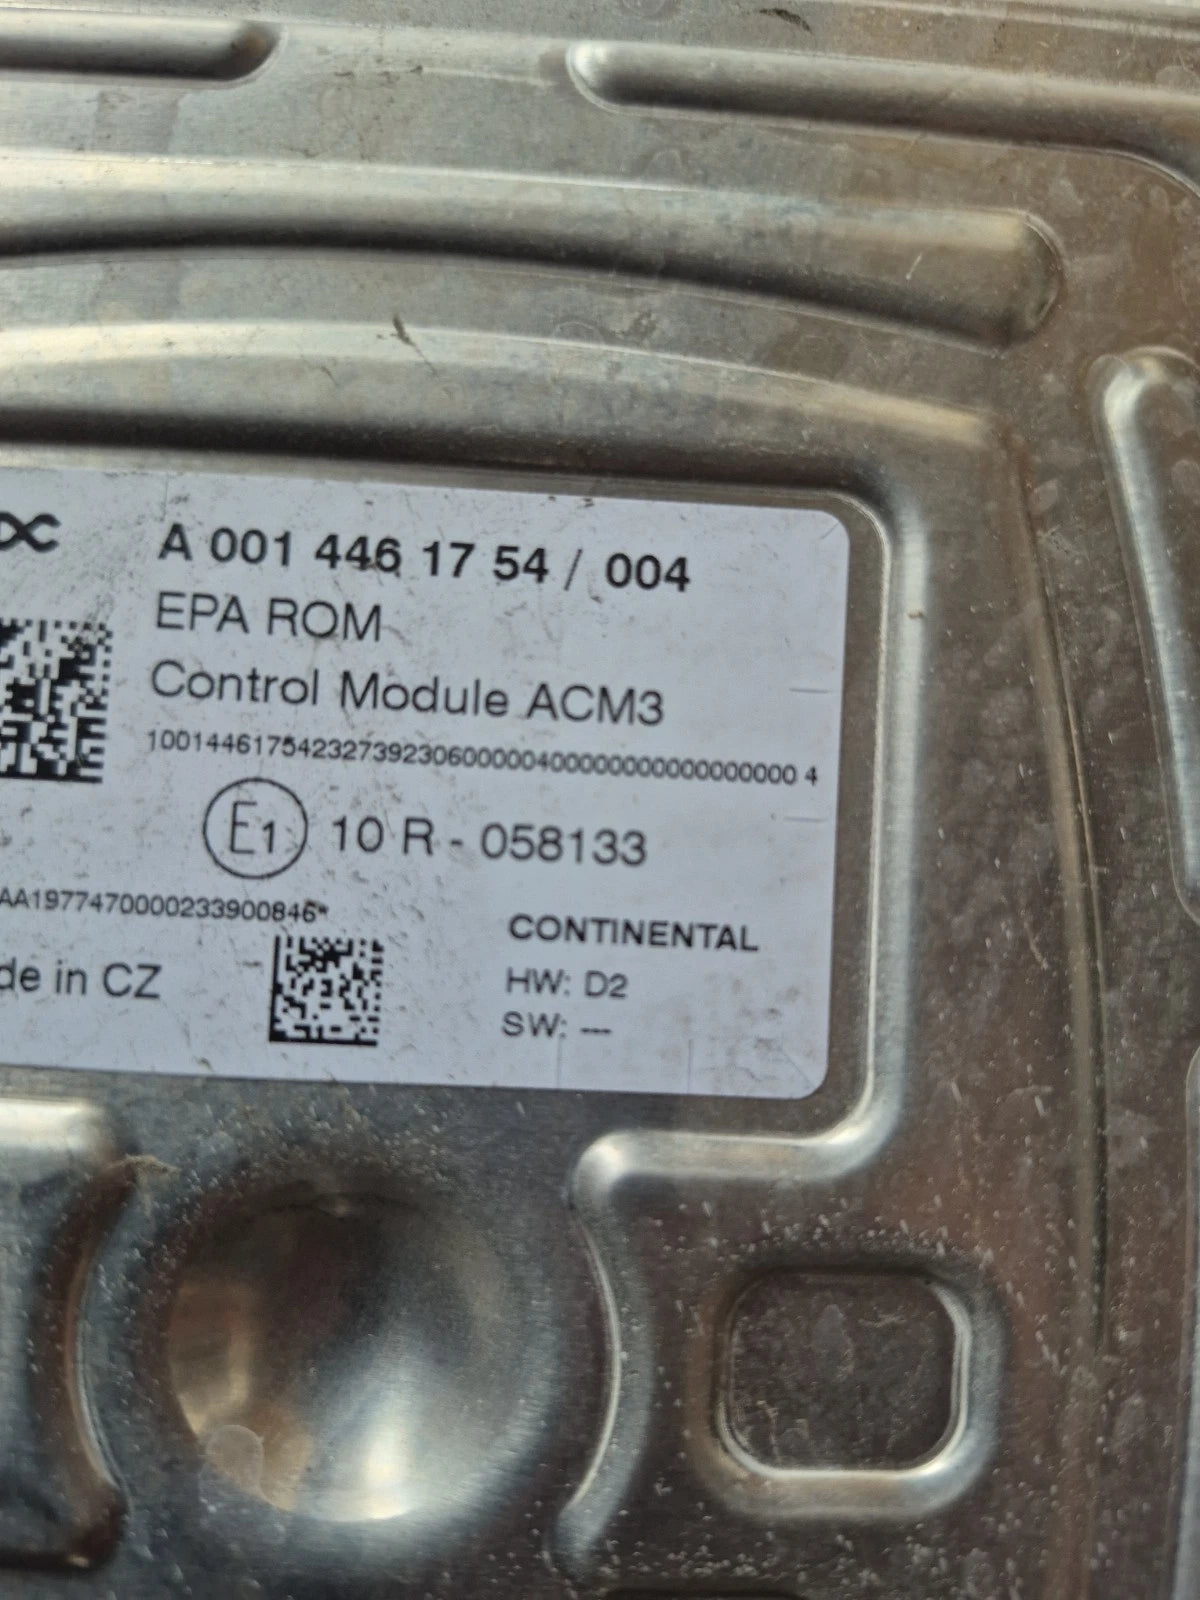 A 001 446 17 54 / 004
EPA ROM
Control Module ACM3
10014461754232739230600000400000000000000000 4
E1 10 R - 058133
AA1977470000233900846*
de in CZ
CONTINENTAL
HW: D2
SW: ---